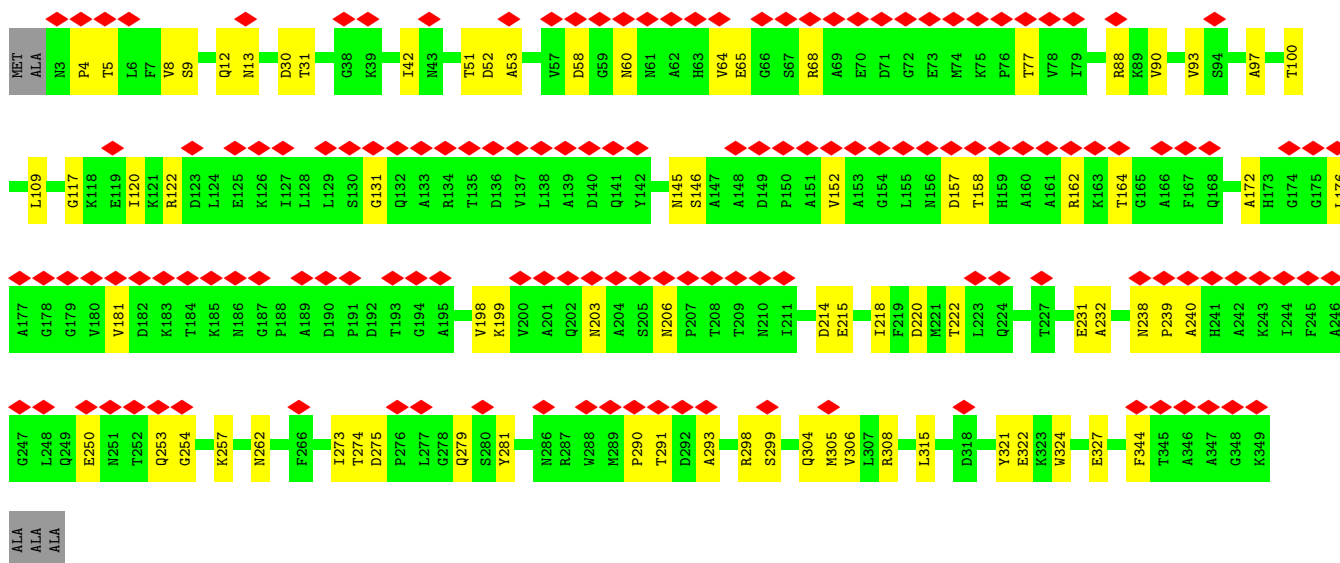 MET ALA N3 P4 T5 L6 F7 V8 S9 Q12 N13 D30 T31 G38 K39 I42 N43 T51 D52 A53 V57 D58 G59 N60 N61 A62 H63 V64 E65 G66 S67 R68 A69 E70 D71 G72 E73 M74 K75 P76 T77 V78 I79 R88 K89 V90 V93 S94 A97 T100
L109 G117 K118 E119 I120 K121 R122 D123 L124 E125 K126 I127 L128 L129 S130 G131 Q132 A133 R134 T135 D136 V137 L138 A139 D140 Q141 Y142 N145 S146 A147 A148 D149 P150 A151 V152 A153 G154 L155 N156 D157 T158 H159 A160 A161 R162 K163 T164 G165 A166 F167 Q168 A172 H173 G174 G175 L176
A177 G178 G179 V180 V181 D182 K183 T184 K185 N186 G187 P188 A189 D190 P191 D192 T193 G194 A195 V198 K199 V200 A201 Q202 N203 A204 S205 N206 P207 T208 T209 N210 I211 D214 E215 I218 F219 D220 M221 T222 L223 Q224 T227 E231 A232 N238 P239 A240 H241 A242 K243 I244 F245 A246
G247 L248 Q249 E250 N251 T252 Q253 G254 K257 N262 F266 I273 T274 D275 P276 L277 G278 Q279 S280 Y281 N286 R287 W288 M289 P290 T291 D292 A293 R298 S299 Q304 M305 V306 L307 R308 L315 D318 Y321 E322 K323 W324 E327 F344 T345 A346 A347 G348 K349
ALA ALA ALA